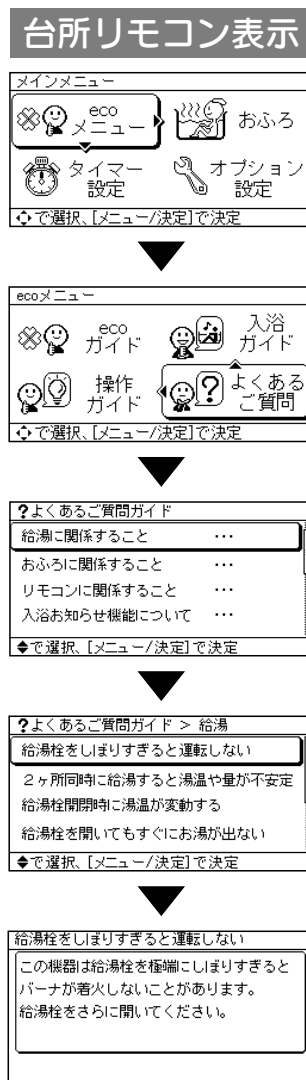 台所リモコン表示
メインメニュー
eco
メニュー
おふろ
タイマー
設定
オプション
設定
で選択、[メニュー/決定]で決定
ecoメニュー
eco
ガイド
入浴
ガイド
操作
ガイド
?
よくある
ご質問
で選択、[メニュー/決定]で決定
?よくあるご質問ガイド
給湯に関係すること ・・・
おふろに関係すること ・・・
リモコンに関係すること ・・・
入浴お知らせ機能について ・・・
◆で選択、[メニュー/決定]で決定
?よくあるご質問ガイド > 給湯
給湯栓をしぼりすぎると運転しない
2ヶ所同時に給湯すると湯温や量が不安定
給湯栓開閉時に湯温が変動する
給湯栓を開いてもすぐにお湯が出ない
◆で選択、[メニュー/決定]で決定
給湯栓をしぼりすぎると運転しない
この機器は給湯栓を極端にしぼりすぎると
バーナが着火しないことがあります。
給湯栓をさらに開いてください。